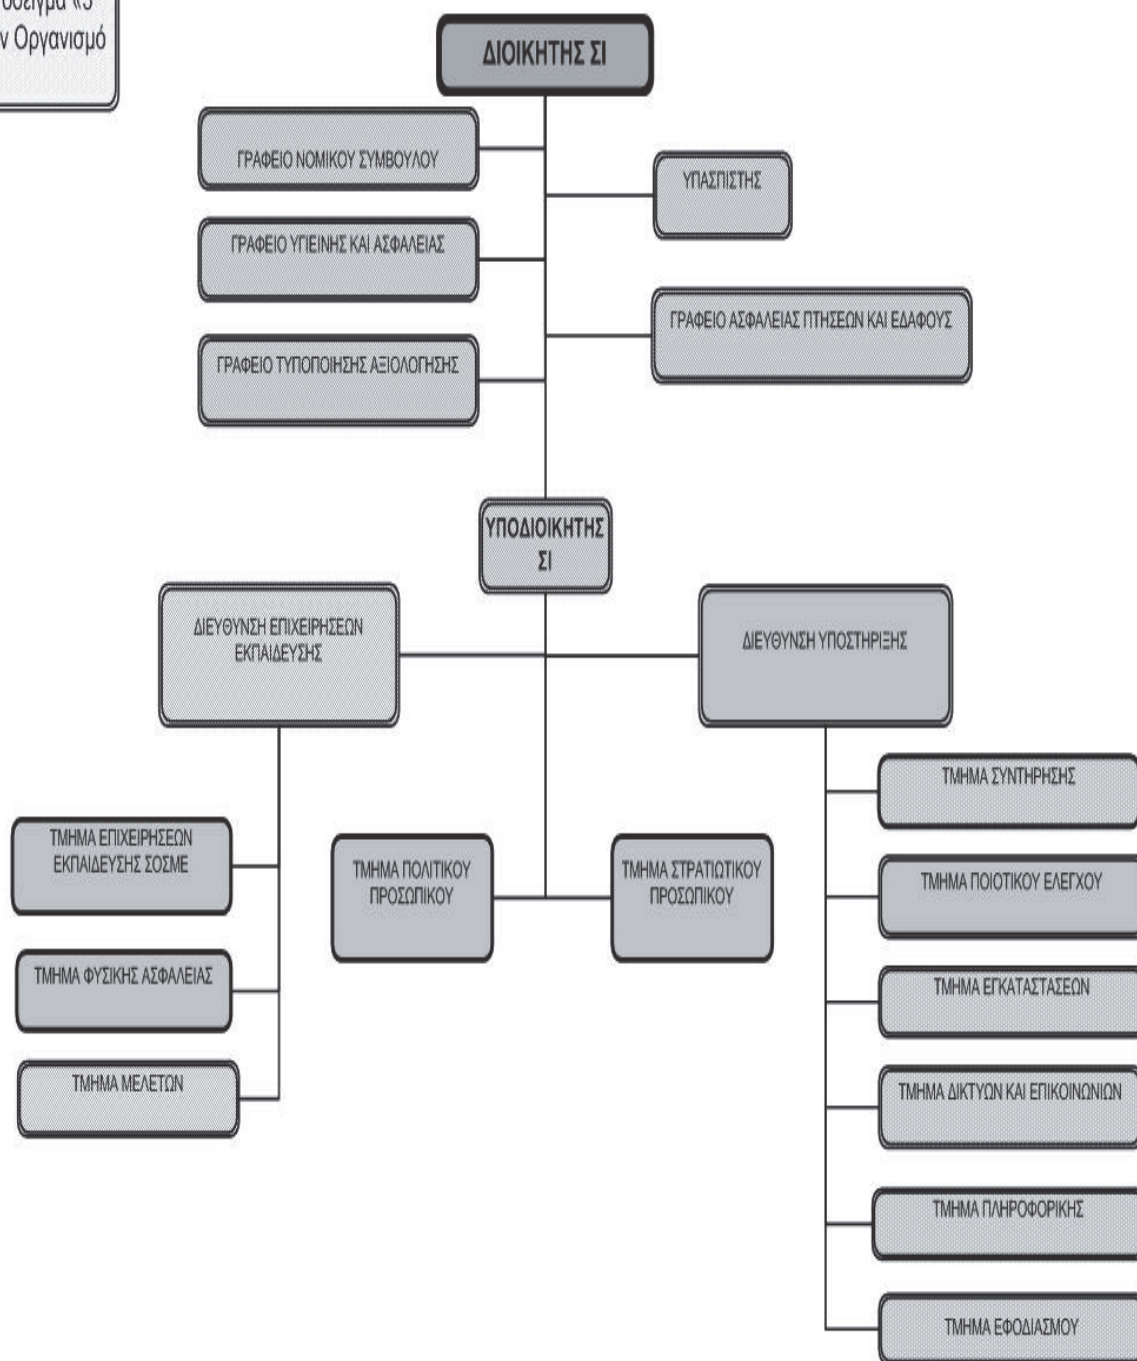 ν Οργανισμό
ΔΙΟΙΚΗΤΗΣ ΣΙ
ΓΡΑΦΕΙΟ ΝΟΜΙΚΟΥ ΣΥΜΒΟΥΛΟΥ
ΥΠΑΣΠΙΣΤΗΣ
ΓΡΑΦΕΙΟ ΥΓΙΕΙΝΗΣ ΚΑΙ ΑΣΦΑΛΕΙΑΣ
ΓΡΑΦΕΙΟ ΑΣΦΑΛΕΙΑΣ ΠΤΗΣΕΩΝ ΚΑΙ ΕΔΑΦΟΥΣ
ΓΡΑΦΕΙΟ ΤΥΠΟΠΟΙΗΣΗΣ ΑΞΙΟΛΟΓΗΣΗΣ
ΥΠΟΔΙΟΙΚΗΤΗΣ
ΣΙ
ΔΙΕΥΘΥΝΣΗ ΕΠΙΧΕΙΡΗΣΕΩΝ
ΕΚΠΑΙΔΕΥΣΗΣ
ΔΙΕΥΘΥΝΣΗ ΥΠΟΣΤΗΡΙΞΗΣ
ΤΜΗΜΑ ΕΠΙΧΕΙΡΗΣΕΩΝ
ΕΚΠΑΙΔΕΥΣΗΣ ΣΟΣΜΕ
ΤΜΗΜΑ ΦΥΣΙΚΗΣ ΑΣΦΑΛΕΙΑΣ
ΤΜΗΜΑ ΜΕΛΕΤΩΝ
ΤΜΗΜΑ ΠΟΛΙΤΙΚΟΥ
ΠΡΟΣΩΠΙΚΟΥ
ΤΜΗΜΑ ΣΤΡΑΤΙΩΤΙΚΟΥ
ΠΡΟΣΩΠΙΚΟΥ
ΤΜΗΜΑ ΣΥΝΤΗΡΗΣΗΣ
ΤΜΗΜΑ ΠΟΙΟΤΙΚΟΥ ΕΛΕΓΧΟΥ
ΤΜΗΜΑ ΕΓΚΑΤΑΣΤΑΣΕΩΝ
ΤΜΗΜΑ ΔΙΚΤΥΩΝ ΚΑΙ ΕΠΙΚΟΙΝΩΝΙΩΝ
ΤΜΗΜΑ ΠΛΗΡΟΦΟΡΙΚΗΣ
ΤΜΗΜΑ ΕΦΟΔΙΑΣΜΟΥ